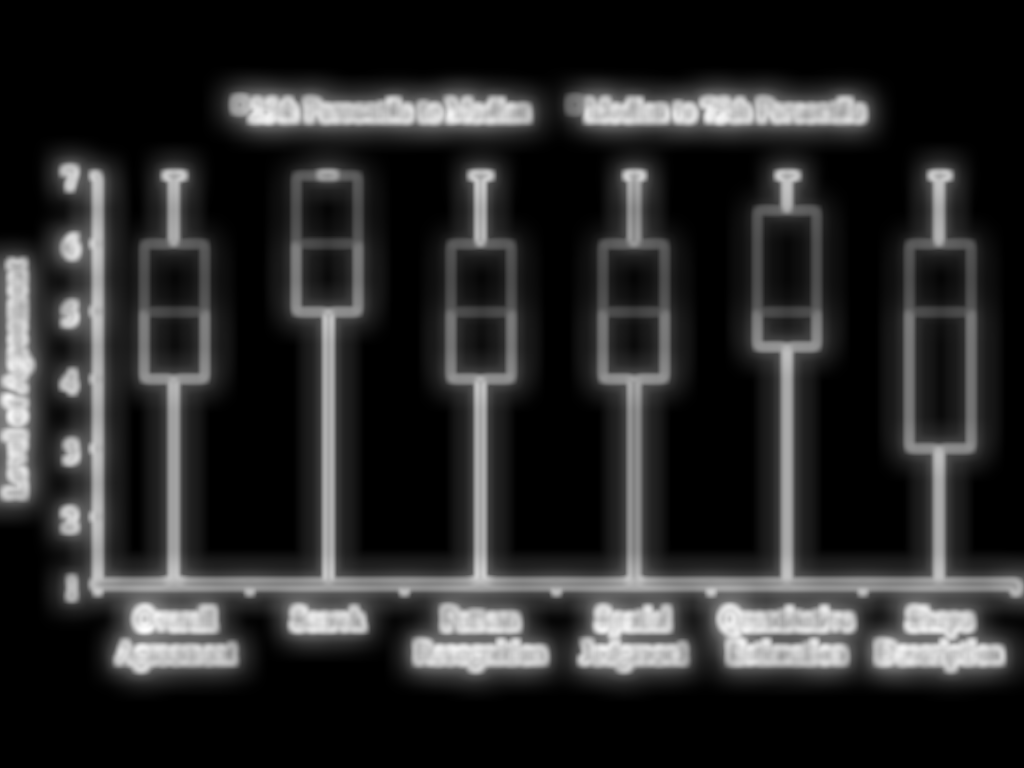 25th Percentile to Median Median to 75th Percentile
7
6
5
4
3
2
1
Level of Agreement
Overall Agreement
Search
Pattern Recognition
Spatial Judgment
Quantitative Estimation
Shape Description